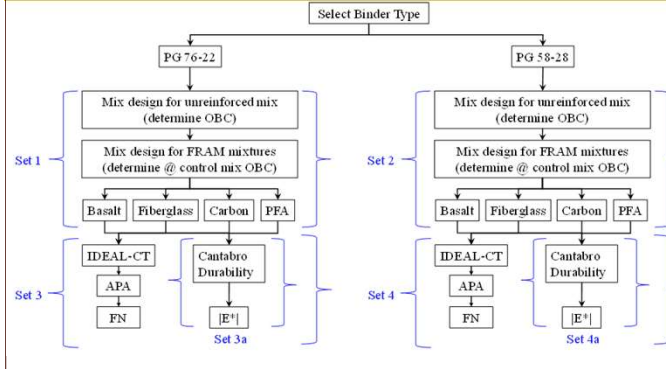 Select Binder Type
PG 76-22
PG 58-28
Mix design for unreinforced mix
(determine OBC)
Mix design for unreinforced mix
(determine OBC)
Set 1
Mix design for FRAM mixtures
(determine @ control mix OBC)
Set 2
Mix design for FRAM mixtures
(determine @ control mix OBC)
Basalt
Fiberglass
Carbon
PFA
Basalt
Fiberglass
Carbon
PFA
Set 3
IDEAL-CT
APA
FN
Cantabro
Durability
|E*|
Set 3a
Set 4
IDEAL-CT
APA
FN
Cantabro
Durability
|E*|
Set 4a